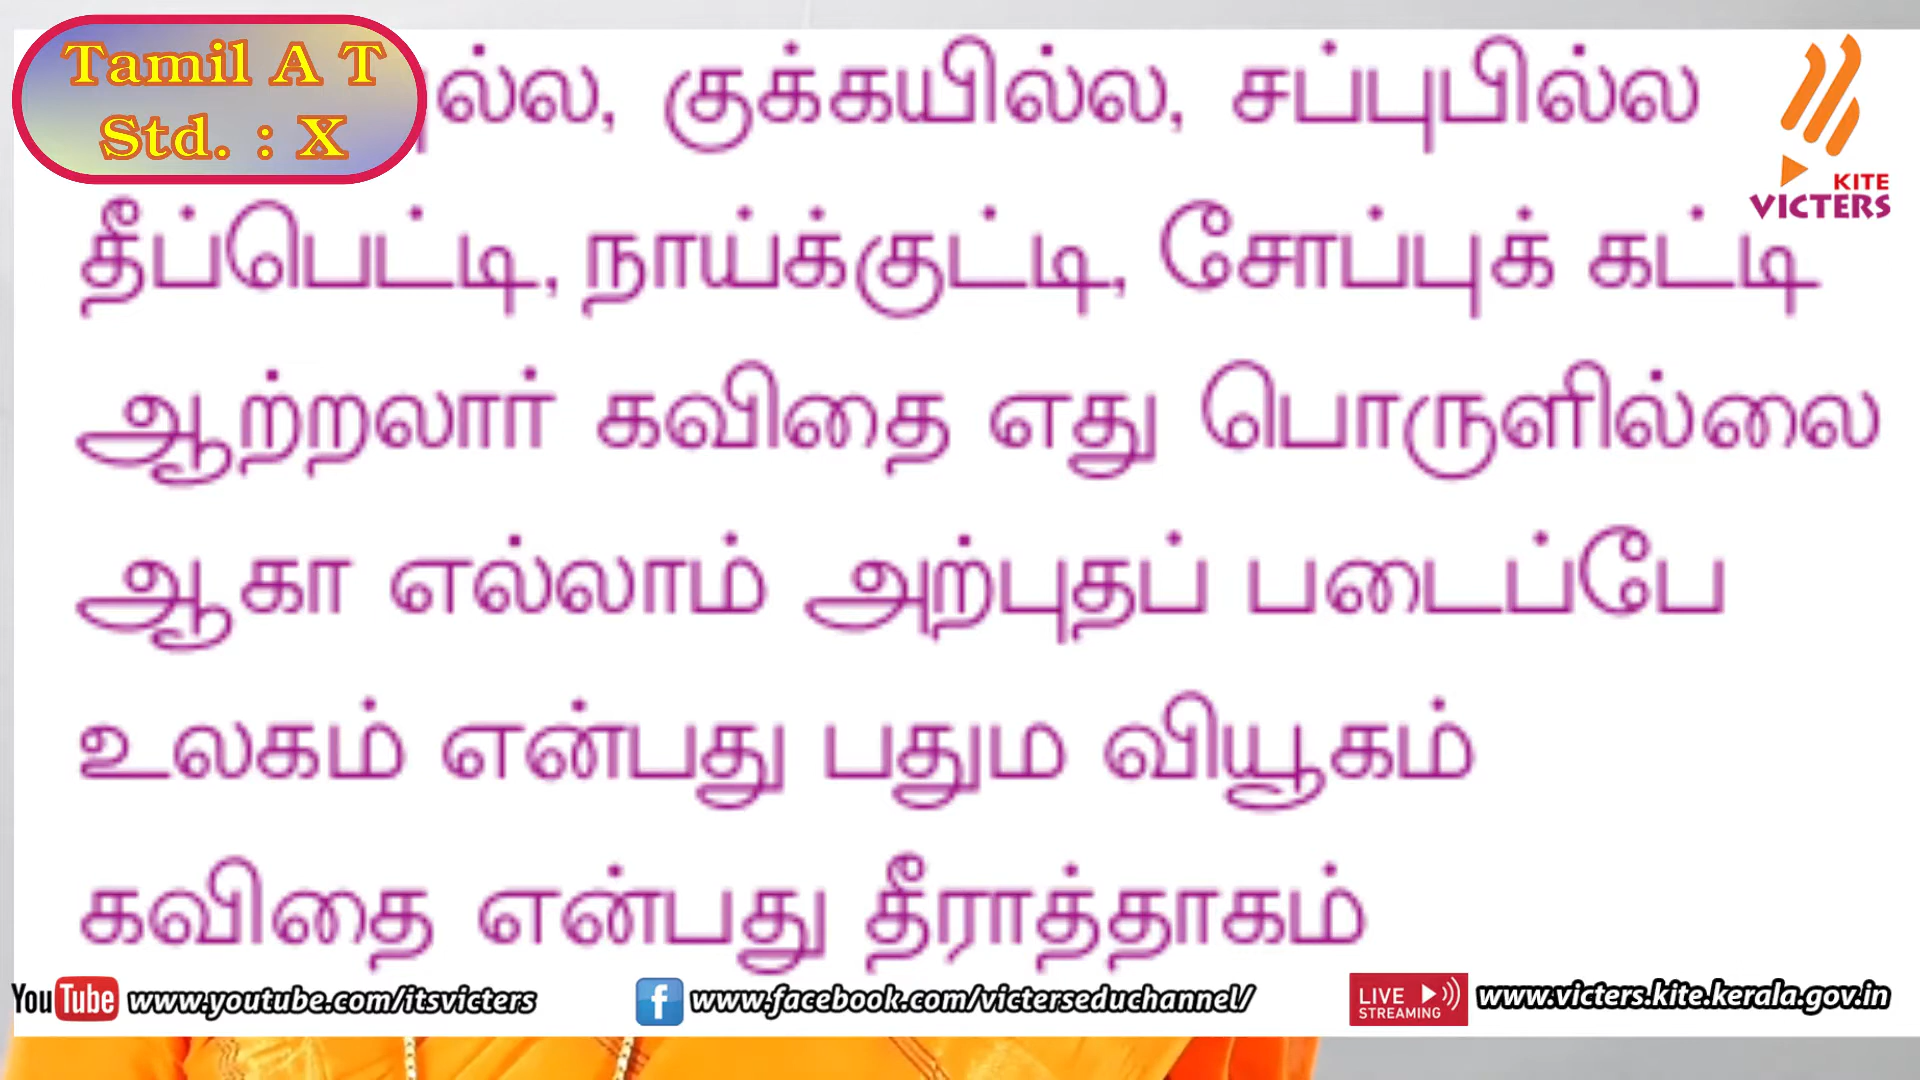 Tamil A T
Std. : X
குக்கயில்ல, சப்புபில்ல
KITE
VICTERS
தீப்பெட்டி, நாய்க்குட்டி, சோப்புக் கட்டி
ஆற்றலார் கவிதை எது பொருளில்லை
ஆகா எல்லாம் அற்புதப் படைப்பே
உலகம் என்பது பதும வியூகம்
கவிதை என்பது தீராத்தாகம்
YouTube www.youtube.com/itsvicters
f www.facebook.com/victerseduchannel/
LIVE STREAMING www.victers.kite.kerala.gov.in